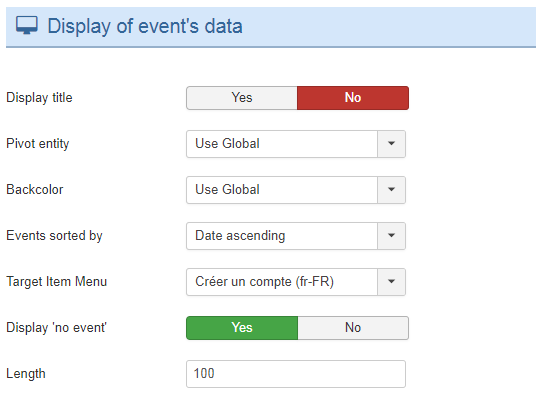 Display of event's data
Display title Yes No
Pivot entity Use Global
Backcolor Use Global
Events sorted by Date ascending
Target Item Menu Créer un compte (fr-FR)
Display 'no event' Yes No
Length 100